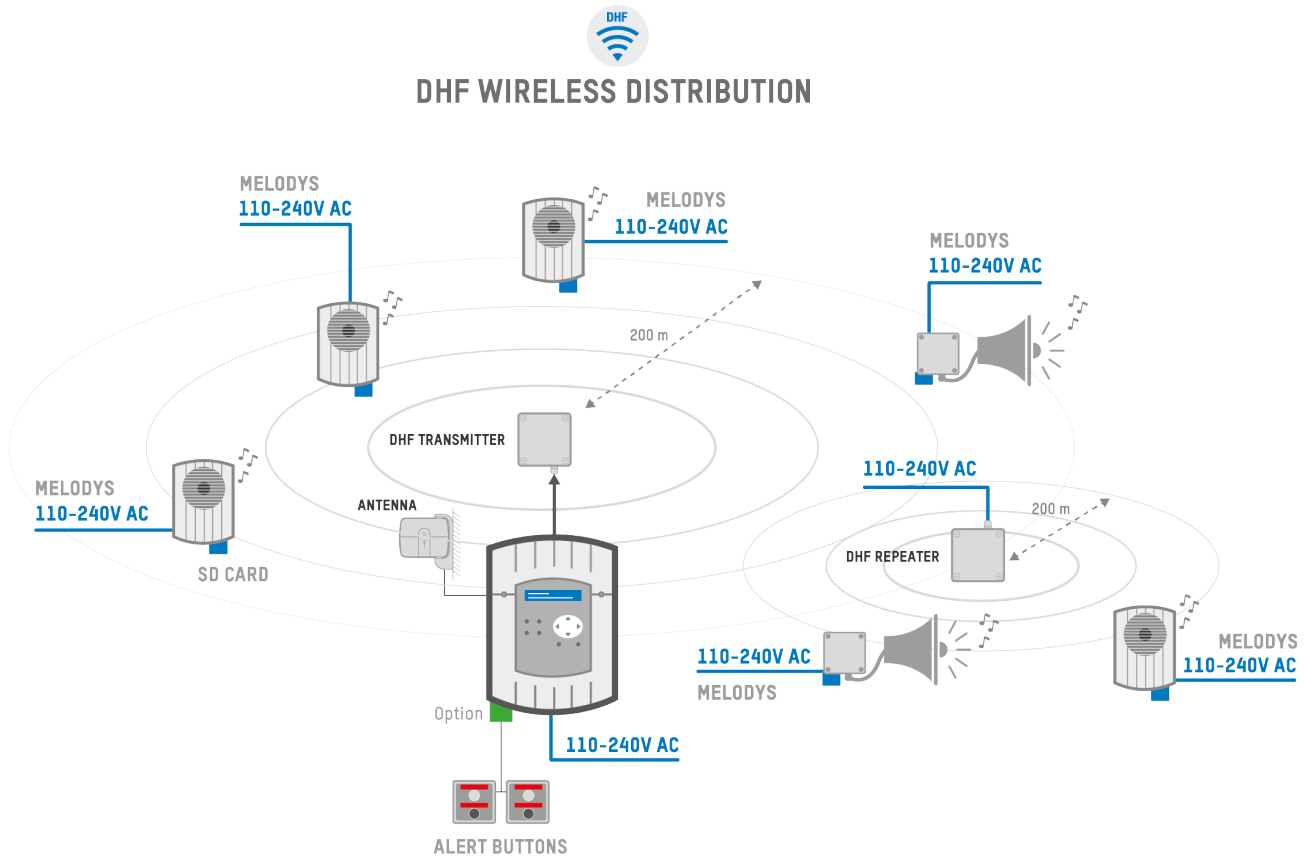 DHF
DHF WIRELESS DISTRIBUTION
MELODYS
110-240V AC
MELODYS
110-240V AC
MELODYS
110-240V AC
200 m
DHF TRANSMITTER
110-240V AC
MELODYS
110-240V AC
ANTENNA
200 m
DHF REPEATER
SD CARD
MELODYS
110-240V AC
110-240V AC
MELODYS
Option
110-240V AC
ALERT BUTTONS